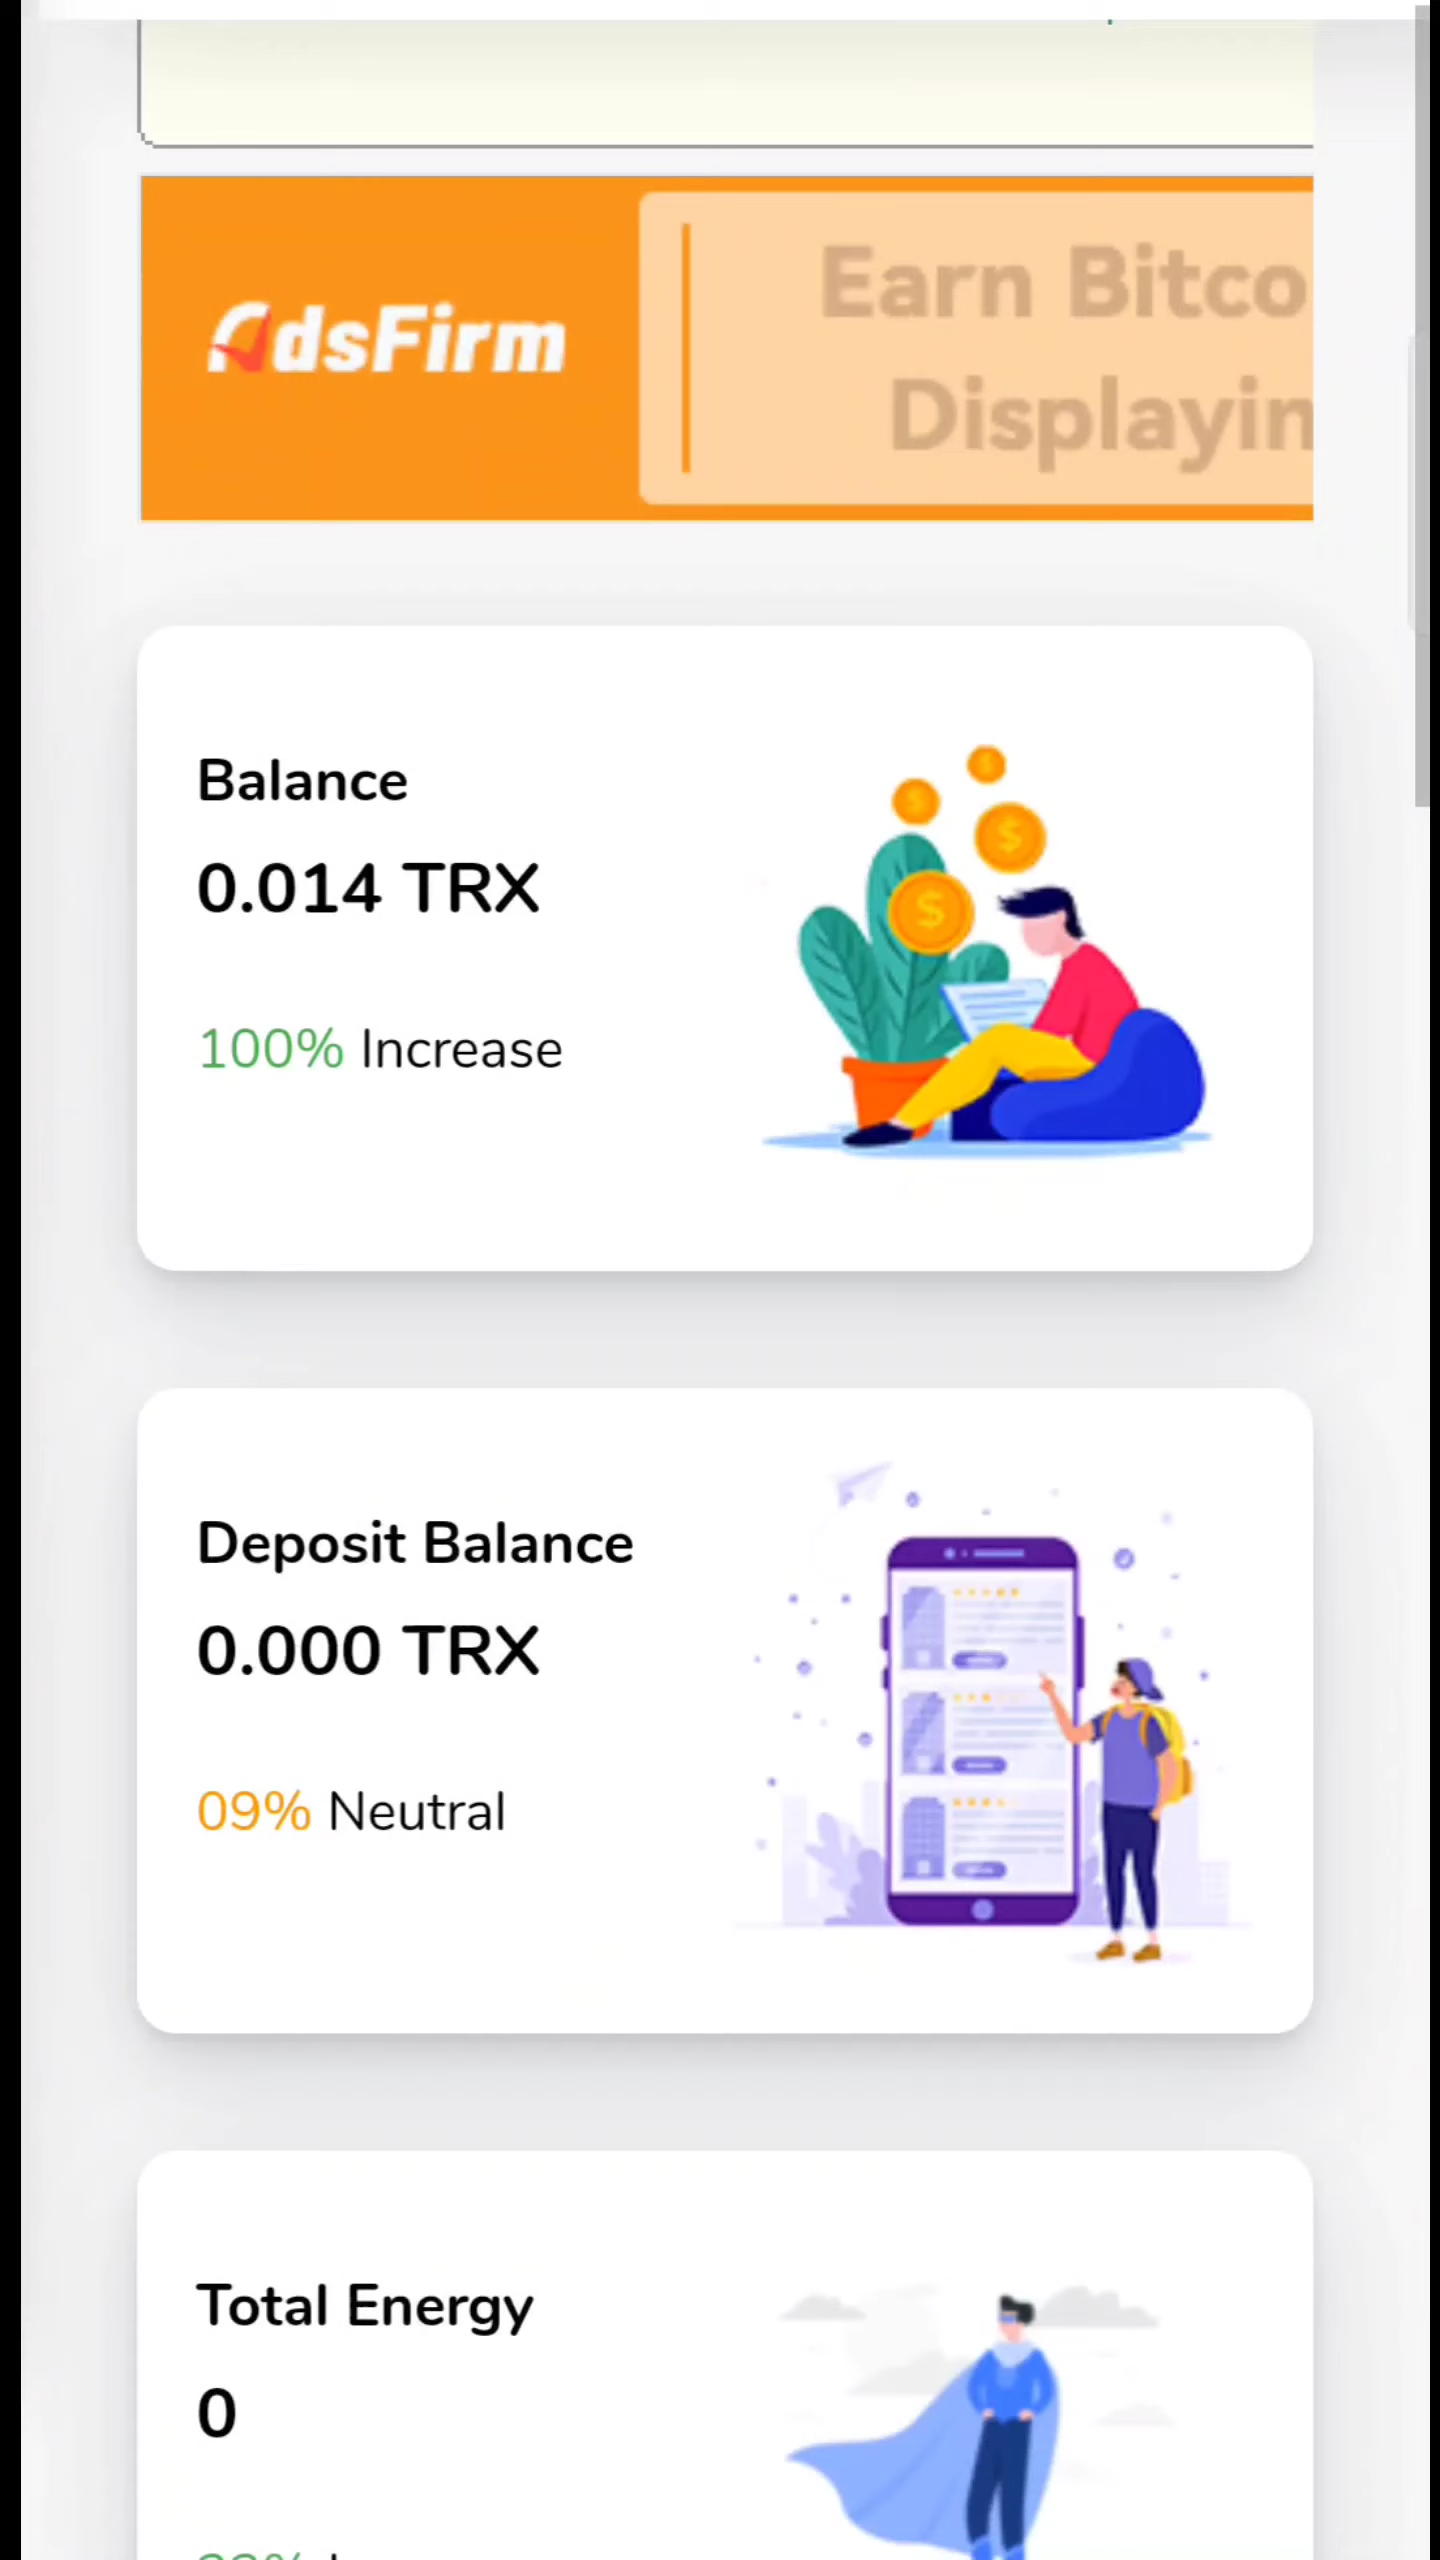 AdsFirm
Earn Bitco
Displayin
Balance
0.014 TRX
100% Increase
Deposit Balance
0.000 TRX
09% Neutral
Total Energy
0